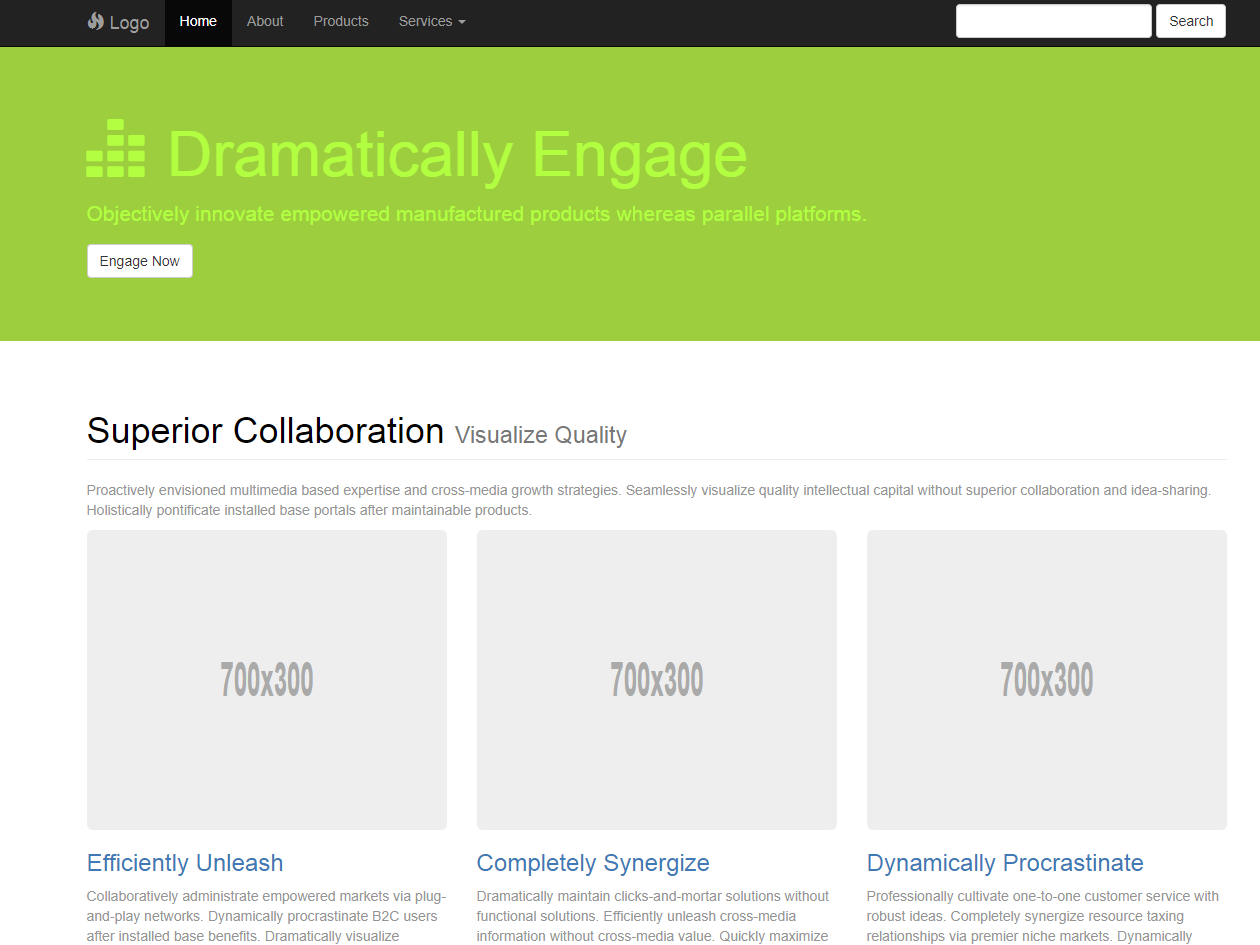 Logo Home About Products Services Search
Dramatically Engage
Objectively innovate empowered manufactured products whereas parallel platforms.
Engage Now
Superior Collaboration Visualize Quality
Proactively envisioned multimedia based expertise and cross-media growth strategies. Seamlessly visualize quality intellectual capital without superior collaboration and idea-sharing.
Holistically pontificate installed base portals after maintainable products.
700x300
700x300
700x300
Efficiently Unleash
Collaboratively administrate empowered markets via plug-
and-play networks. Dynamically procrastinate B2C users
after installed base benefits. Dramatically visualize
Completely Synergize
Dramatically maintain clicks-and-mortar solutions without
functional solutions. Efficiently unleash cross-media
information without cross-media value. Quickly maximize
Dynamically Procrastinate
Professionally cultivate one-to-one customer service with
robust ideas. Completely synergize resource taxing
relationships via premier niche markets. Dynamically